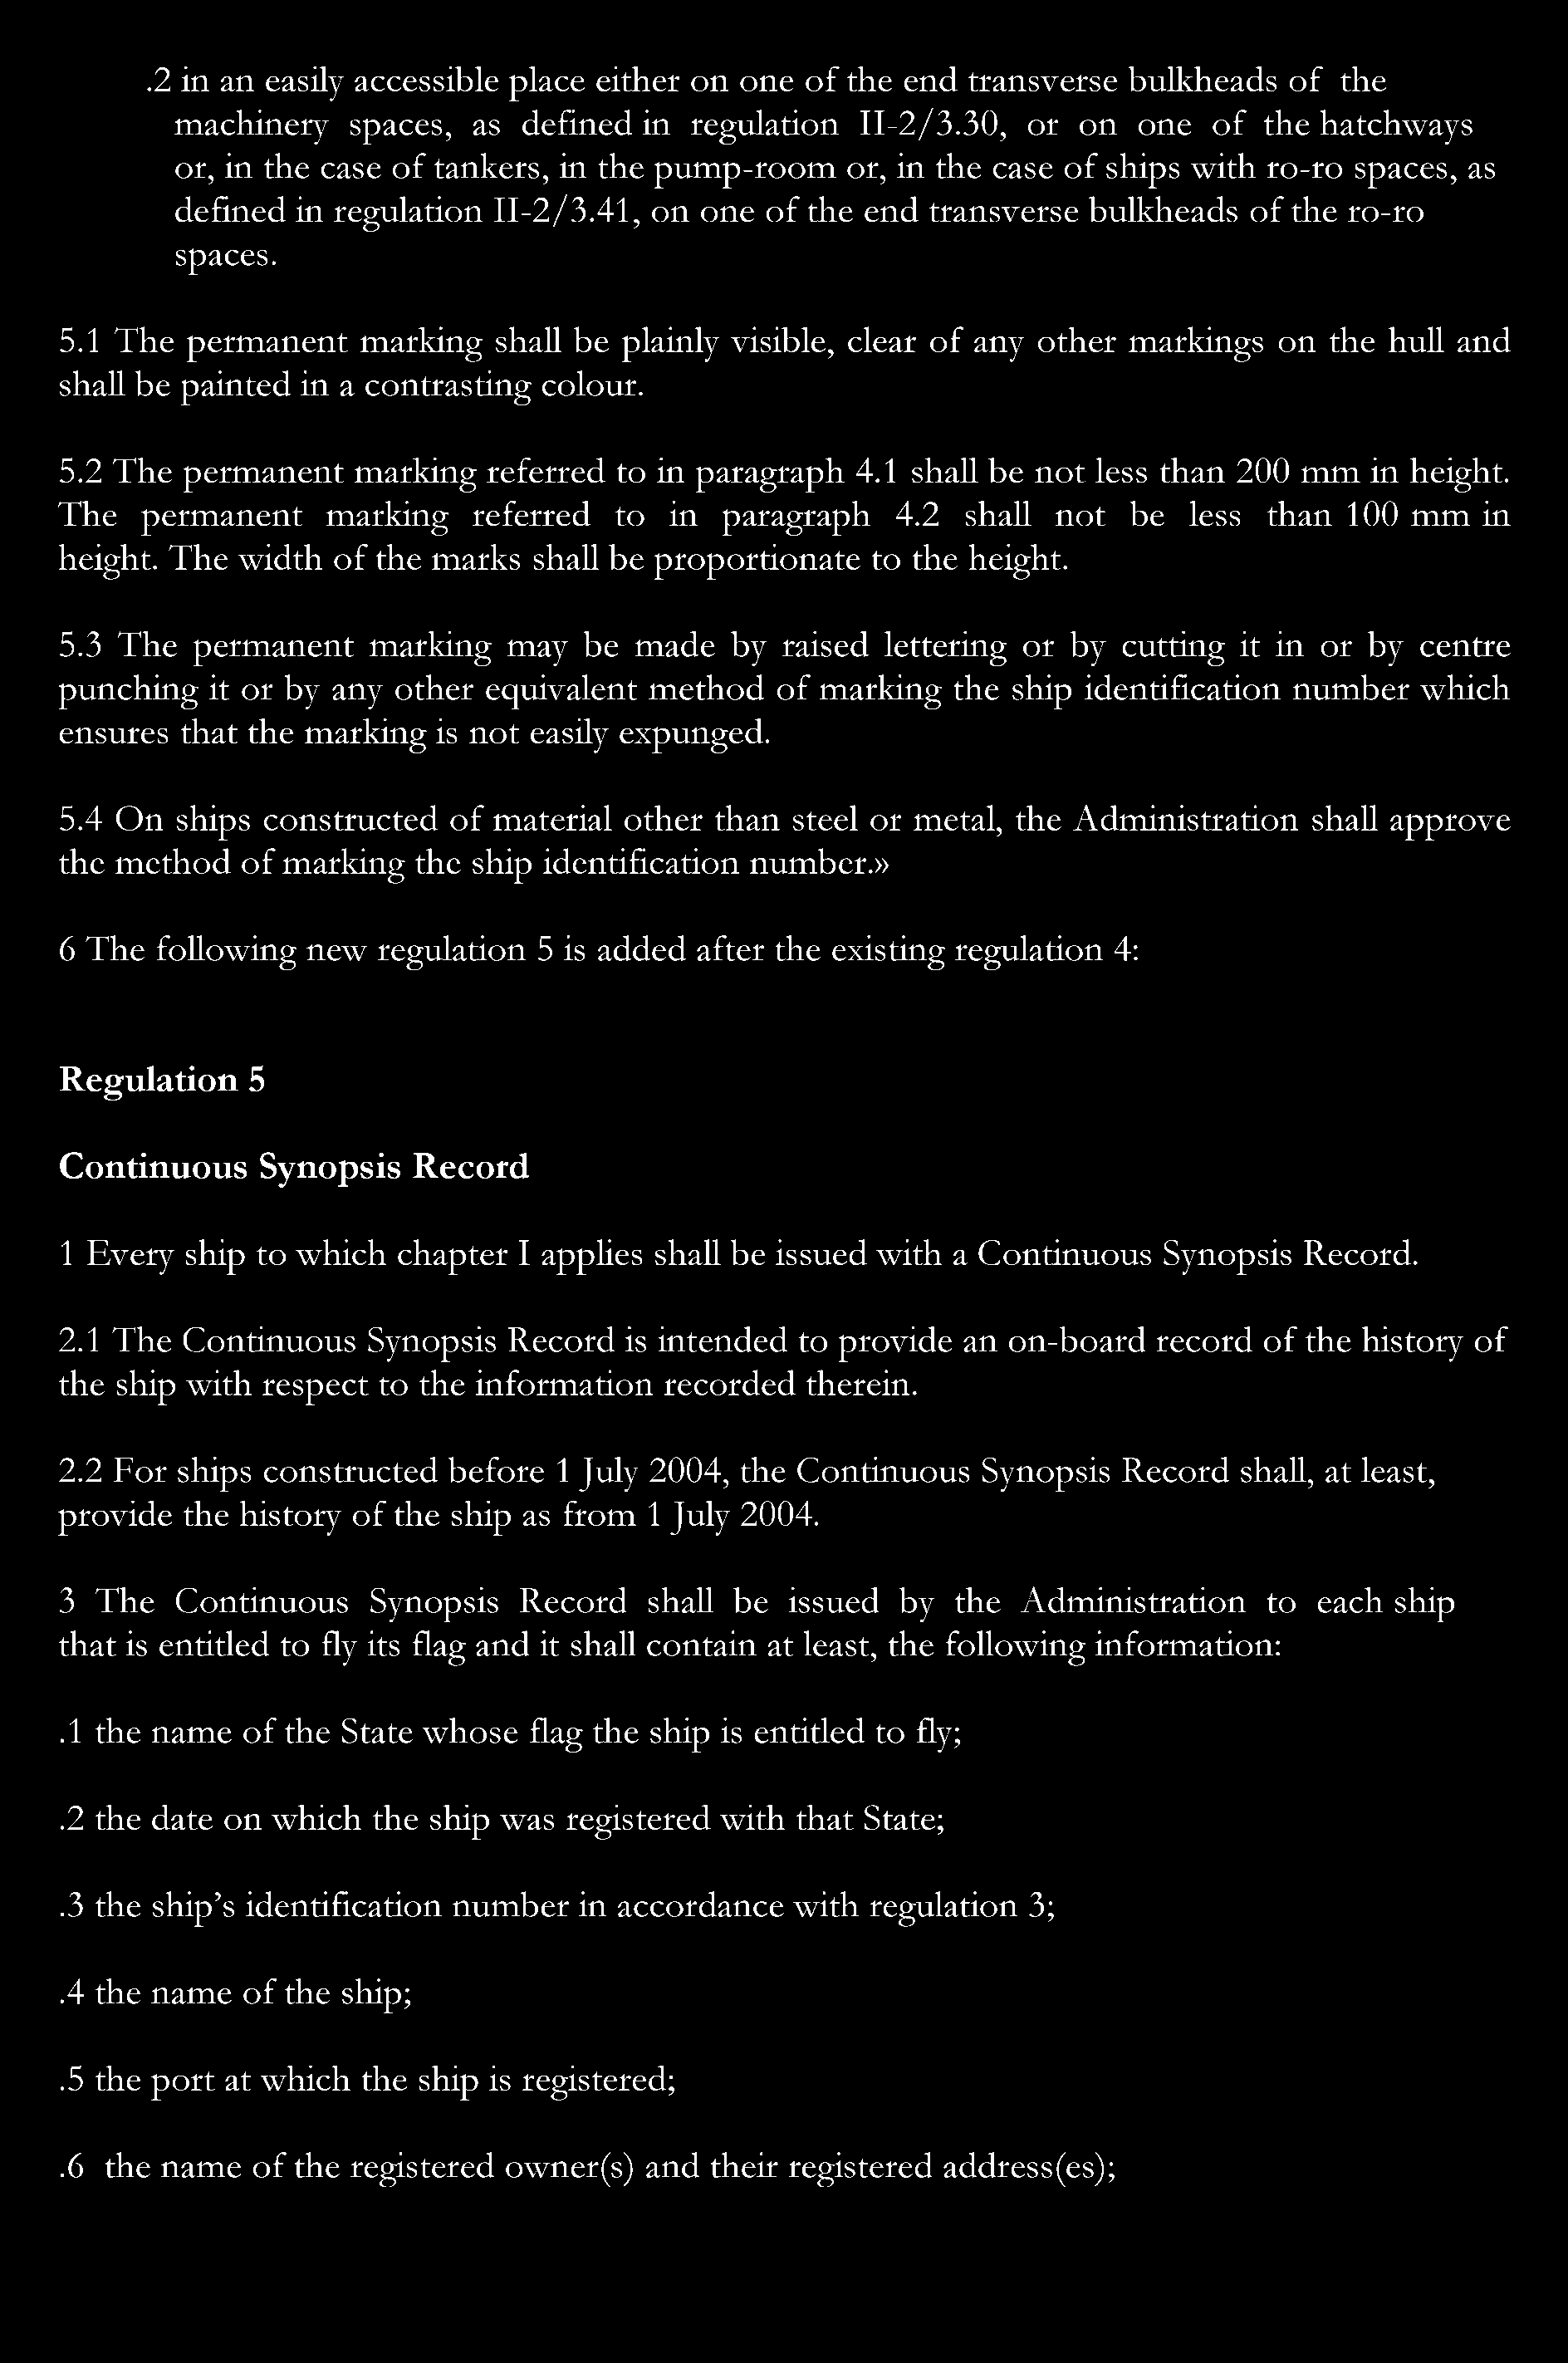 .2 in an easily accessible place either on one of the end transverse bulkheads of the
machinery spaces, as defined in regulation II-2/3.30, or on one of the hatchways
or, in the case of tankers, in the pump-room or, in the case of ships with ro-ro spaces, as
defined in regulation II-2/3.41, on one of the end transverse bulkheads of the ro-ro
spaces.
5.1 The permanent marking shall be plainly visible, clear of any other markings on the hull and
shall be painted in a contrasting colour.
5.2 The permanent marking referred to in paragraph 4.1 shall be not less than 200 mm in height.
The permanent marking referred to in paragraph 4.2 shall not be less than 100 mm in
height. The width of the marks shall be proportionate to the height.
5.3 The permanent marking may be made by raised lettering or by cutting it in or by centre
punching it or by any other equivalent method of marking the ship identification number which
ensures that the marking is not easily expunged.
5.4 On ships constructed of material other than steel or metal, the Administration shall approve
the method of marking the ship identification number.»
6 The following new regulation 5 is added after the existing regulation 4:
Regulation 5
Continuous Synopsis Record
1 Every ship to which chapter I applies shall be issued with a Continuous Synopsis Record.
2.1 The Continuous Synopsis Record is intended to provide an on-board record of the history of
the ship with respect to the information recorded therein.
2.2 For ships constructed before 1 July 2004, the Continuous Synopsis Record shall, at least,
provide the history of the ship as from 1 July 2004.
3 The Continuous Synopsis Record shall be issued by the Administration to each ship
that is entitled to fly its flag and it shall contain at least, the following information:
.1 the name of the State whose flag the ship is entitled to fly;
.2 the date on which the ship was registered with that State;
.3 the ship’s identification number in accordance with regulation 3;
.4 the name of the ship;
.5 the port at which the ship is registered;
.6 the name of the registered owner(s) and their registered address(es);